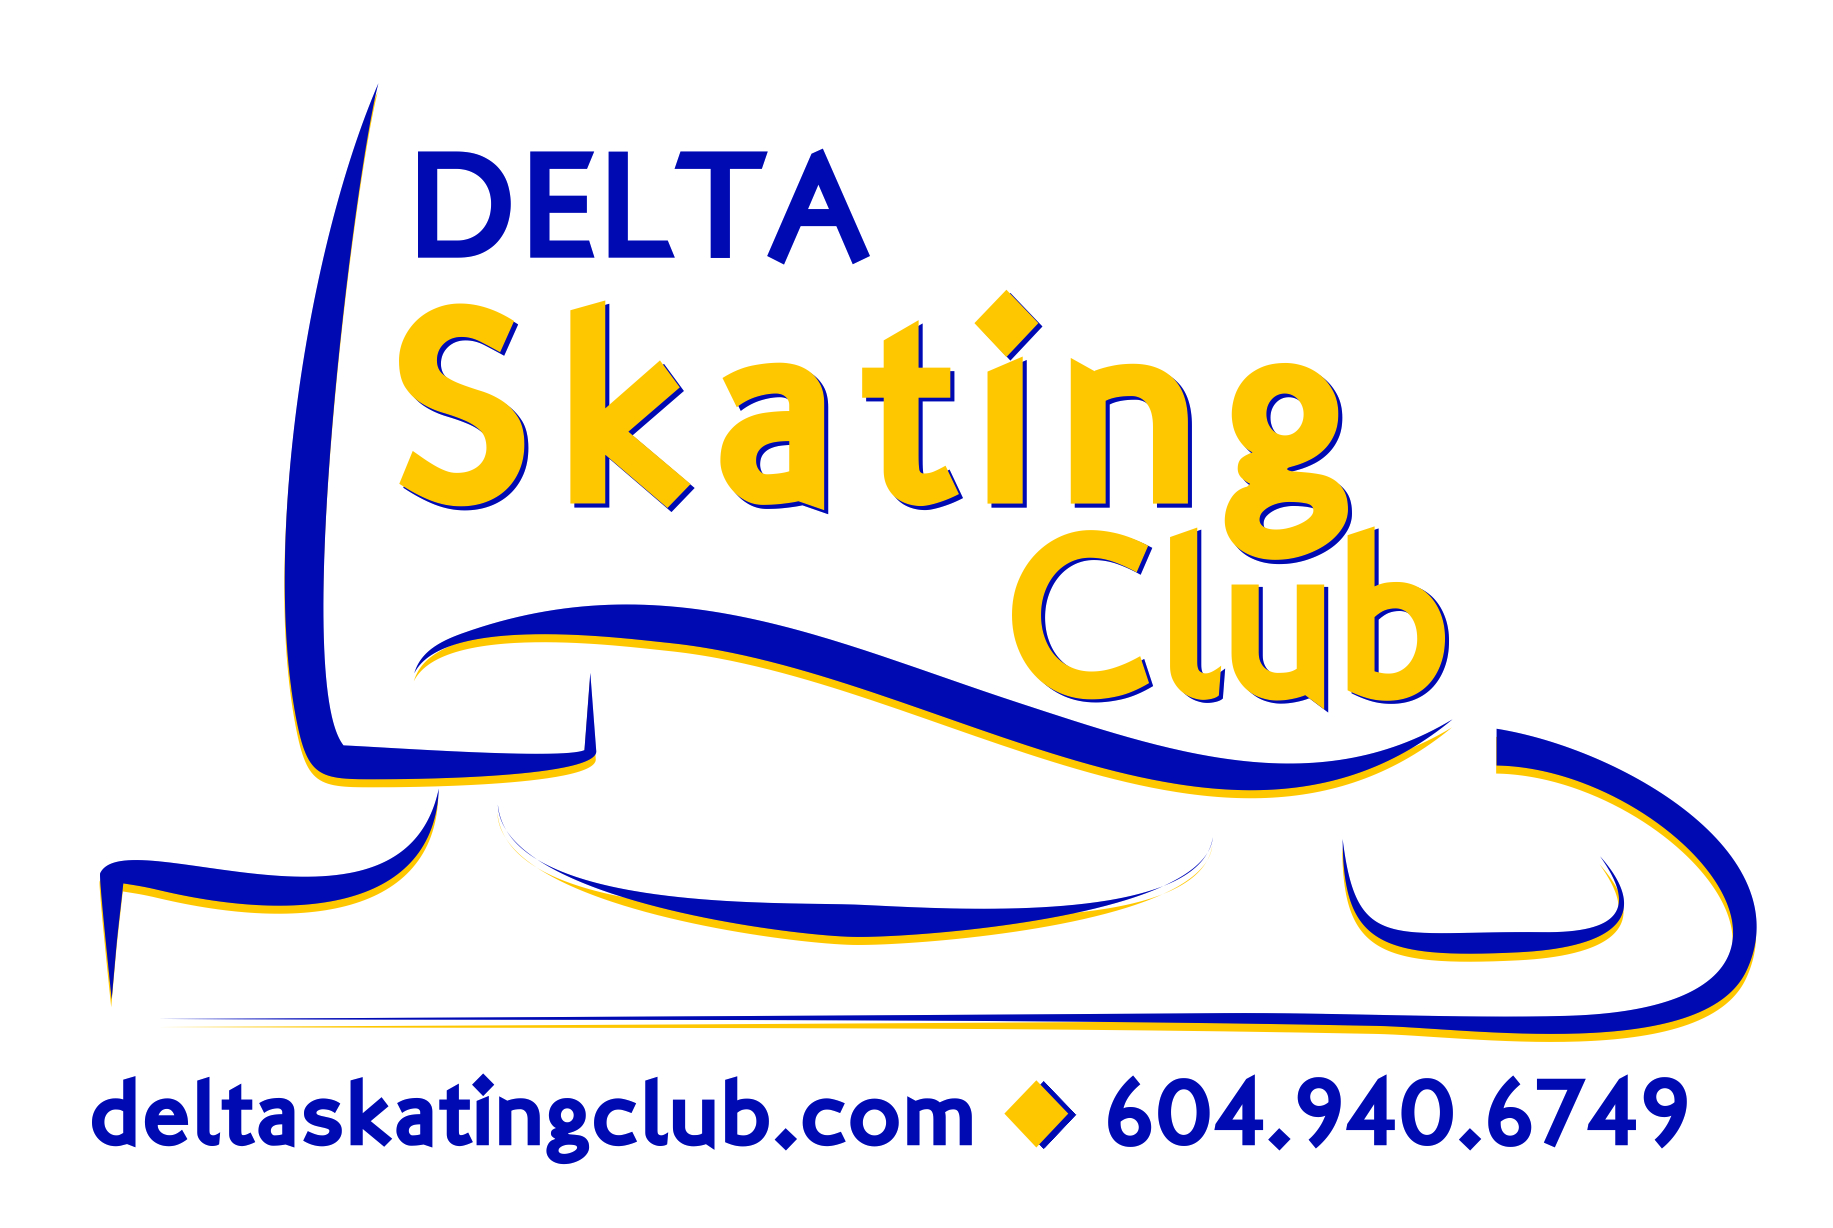 DELTA
Skating
Club
deltaskatingclub.com ◆ 604.940.6749